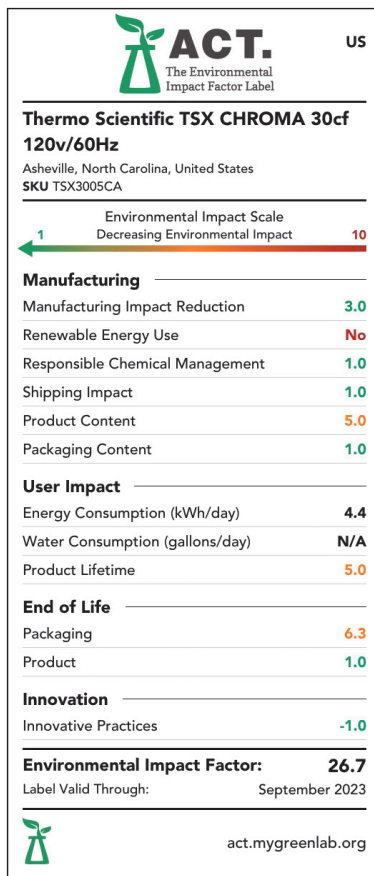 ACT.
The Environmental
Impact Factor Label
US
Thermo Scientific TSX CHROMA 30cf
120v/60Hz
Asheville, North Carolina, United States
SKU TSX3005CA
Environmental Impact Scale
1 Decreasing Environmental Impact 10
Manufacturing
Manufacturing Impact Reduction 3.0
Renewable Energy Use No
Responsible Chemical Management 1.0
Shipping Impact 1.0
Product Content 5.0
Packaging Content 1.0
User Impact
Energy Consumption (kWh/day) 4.4
Water Consumption (gallons/day) N/A
Product Lifetime 5.0
End of Life
Packaging 6.3
Product 1.0
Innovation
Innovative Practices -1.0
Environmental Impact Factor: 26.7
Label Valid Through: September 2023
act.mygreenlab.org